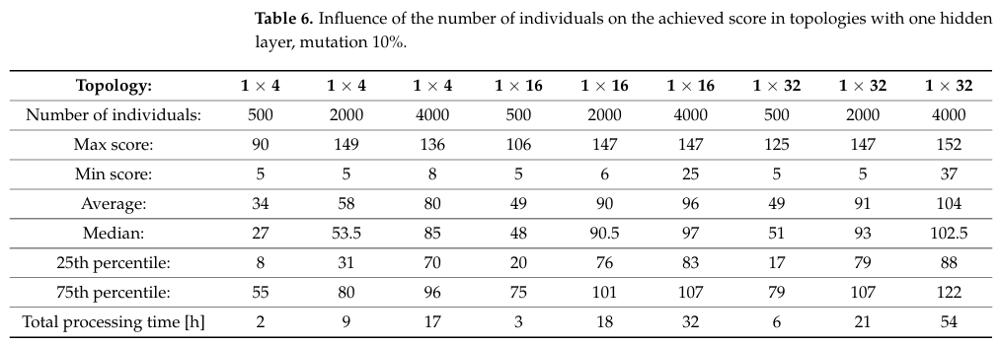 Table 6. Influence of the number of individuals on the achieved score in topologies with one hidden
layer, mutation 10%.
Topology: 1 × 4 1 × 4 1 × 4 1 × 16 1 × 16 1 × 16 1 × 32 1 × 32 1 × 32
Number of individuals: 500 2000 4000 500 2000 4000 500 2000 4000
Max score: 90 149 136 106 147 147 125 147 152
Min score: 5 5 8 5 6 25 5 5 37
Average: 34 58 80 49 90 96 49 91 104
Median: 27 53.5 85 48 90.5 97 51 93 102.5
25th percentile: 8 31 70 20 76 83 17 79 88
75th percentile: 55 80 96 75 101 107 79 107 122
Total processing time [h] 2 9 17 3 18 32 6 21 54